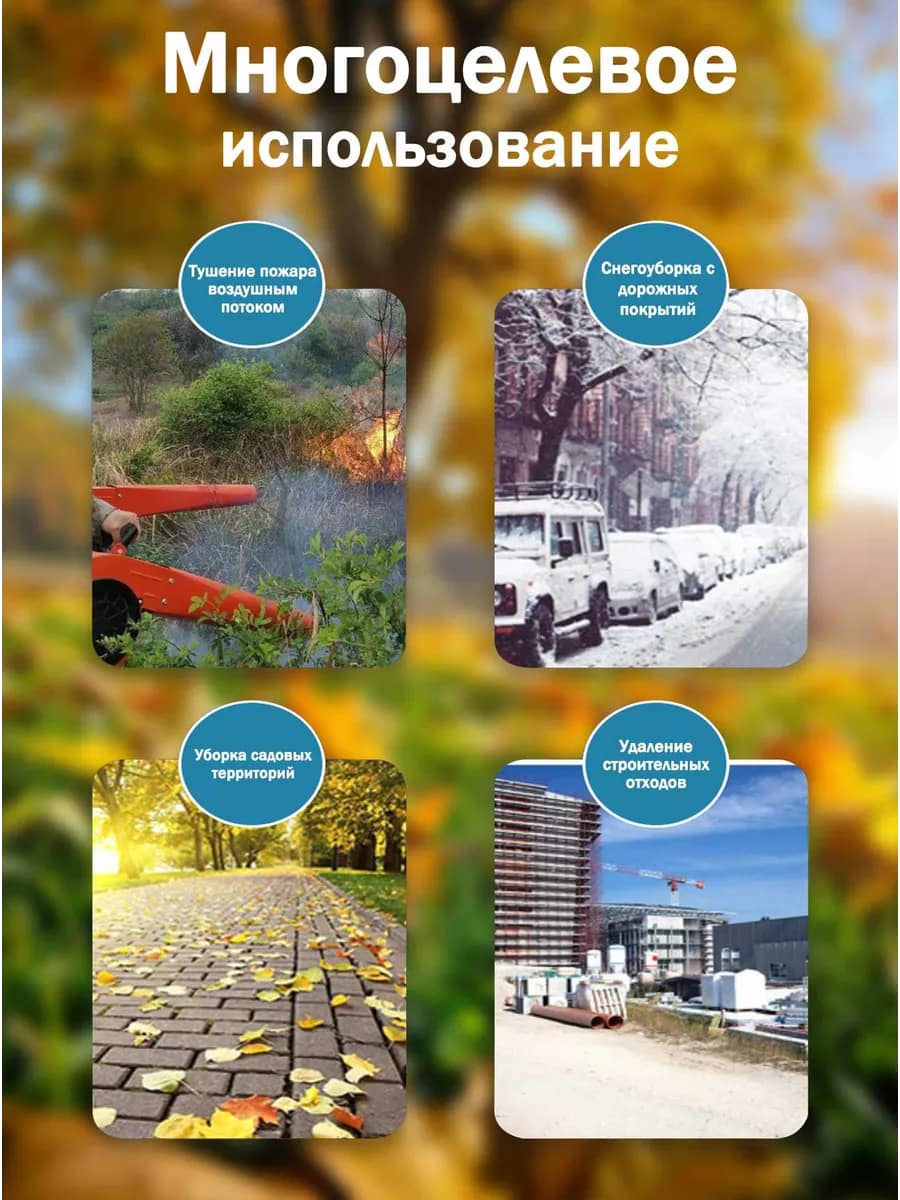 Многоцелевое
использование
Тушение пожара
воздушным
потоком
Снегоуборка с
дорожных
покрытий
Уборка садовых
территорий
Удаление
строительных
отходов